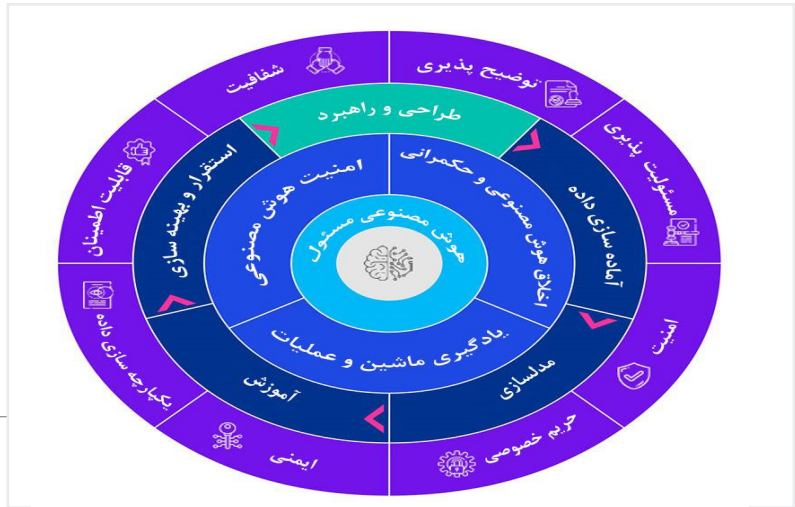 شفافیت
توضیح پذیری
مسئولیت پذیری
امنیت
حریم خصوصی
ایمنی
یکپارچه سازی داده
قابلیت اطمینان
طراحی و راهبرد
آماده سازی داده
مدلسازی
آموزش
استقرار و بهینه سازی
امنیت هوش مصنوعی
اخلاق هوش مصنوعی و حکمرانی
یادگیری ماشین و عملیات
هوش مصنوعی مسئول